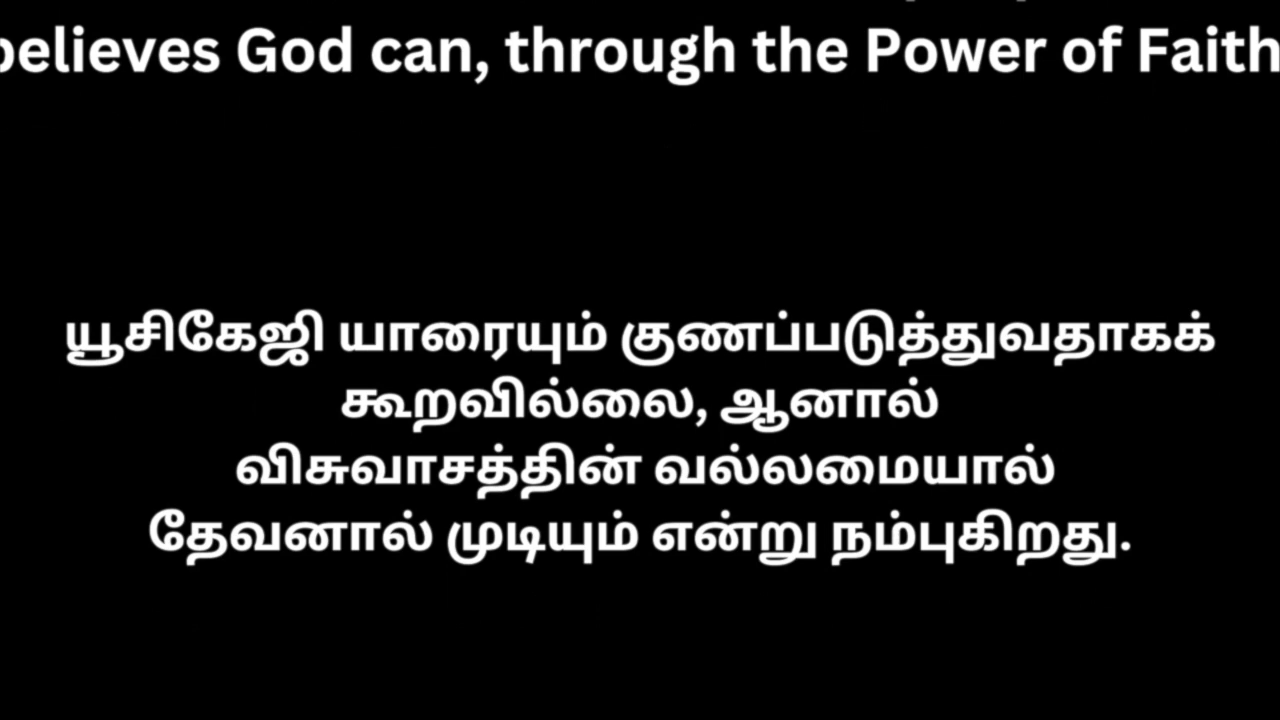 believes God can, through the Power of Faith
யூசிகேஜி யாரையும் குணப்படுத்துவதாகக்
கூறவில்லை, ஆனால்
விசுவாசத்தின் வல்லமையால்
தேவனால் முடியும் என்று நம்புகிறது.